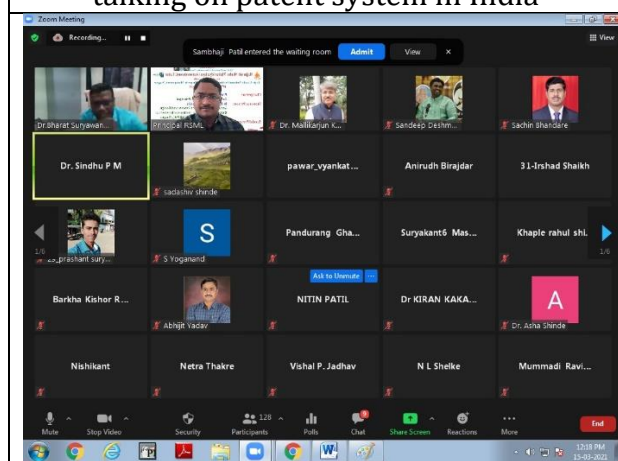 talking on patent system in India
Zoom Meeting
Recording...
View
Sambhaji Patil entered the waiting room
Admit
View
Dr.Bharat Suryawan...
Principal RSML
Dr. Mallikarjun K...
Sandeep Deshm...
Sachin Bhandare
Dr. Sindhu P M
sadashiv shinde
pawar_vyankat...
Anirudh Birajdar
31-Irshad Shaikh
1/6
25_prashant sury...
S
S Yoganand
Pandurang Gha...
Suryakant6 Mas...
Khaple rahul shi...
1/6
Barkha Kishor R...
Abhijit Yadav
Ask to Unmute
...
NITIN PATIL
Dr KIRAN KAKA...
A
Dr. Asha Shinde
Nishikant
Netra Thakre
Vishal P. Jadhav
N L Shelke
Mummadi Ravi...
Mute
Stop Video
Security
128
Participants
Polls
Chat
Share Screen
Reactions
More
End
12:18 PM
15-03-2021